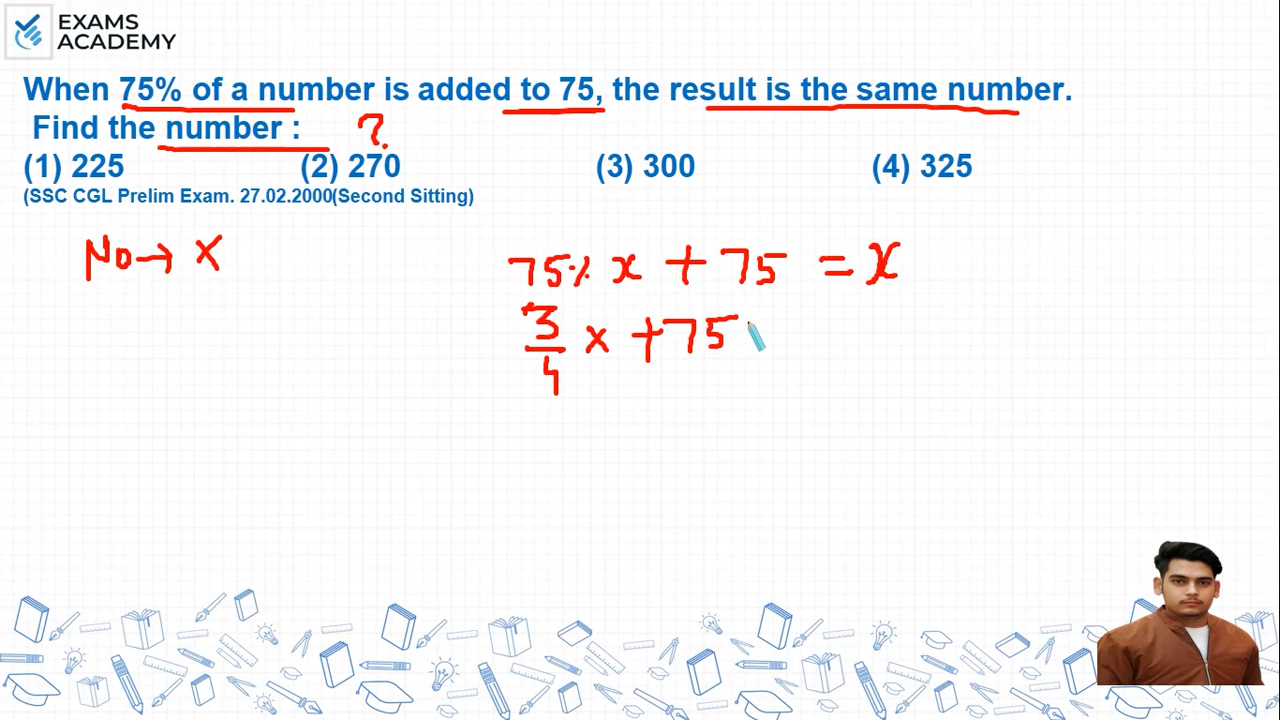 EXAMS
ACADEMY
When 75% of a number is added to 75, the result is the same number.
Find the number : ?
(1) 225 (2) 270 (3) 300 (4) 325
(SSC CGL Prelim Exam. 27.02.2000(Second Sitting)
No → x
75% x + 75 = x
3/4 x + 75